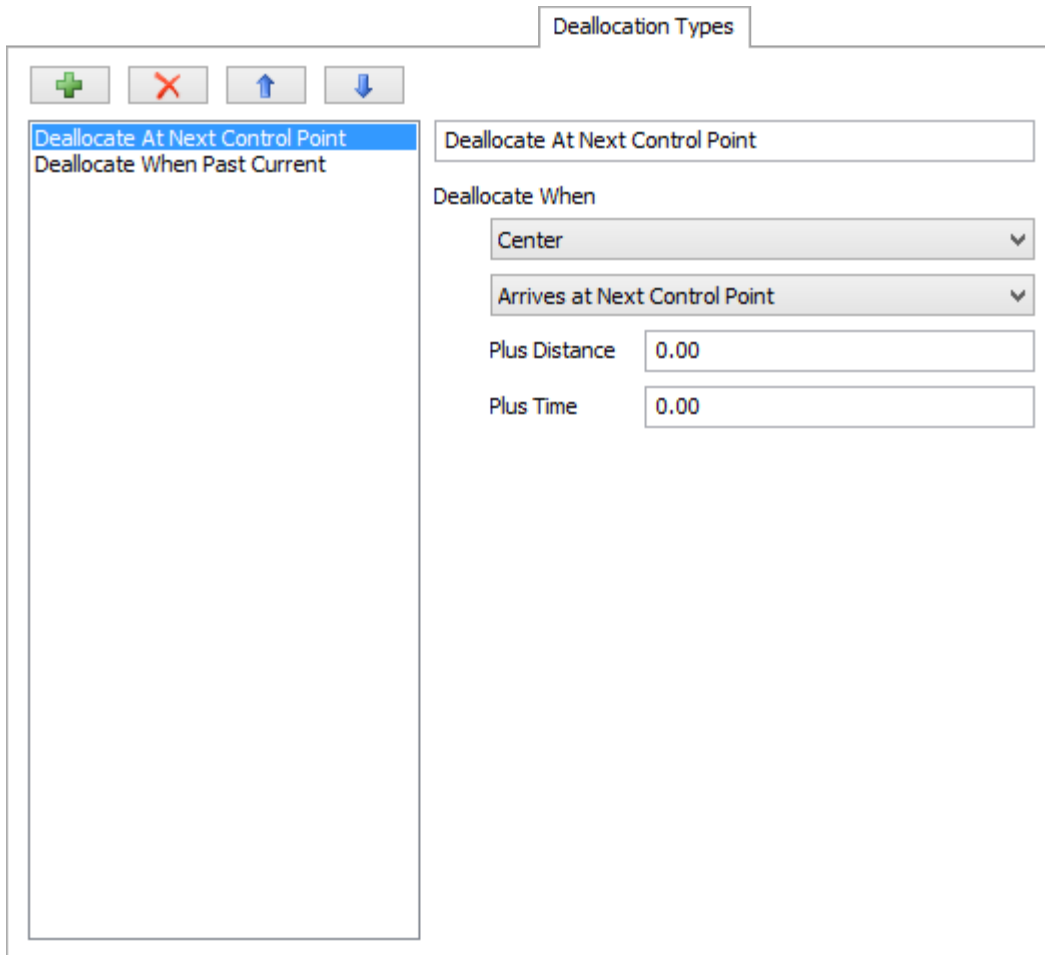 Deallocation Types
Deallocate At Next Control Point
Deallocate When Past Current
Deallocate At Next Control Point
Deallocate When
Center
Arrives at Next Control Point
Plus Distance 0.00
Plus Time 0.00